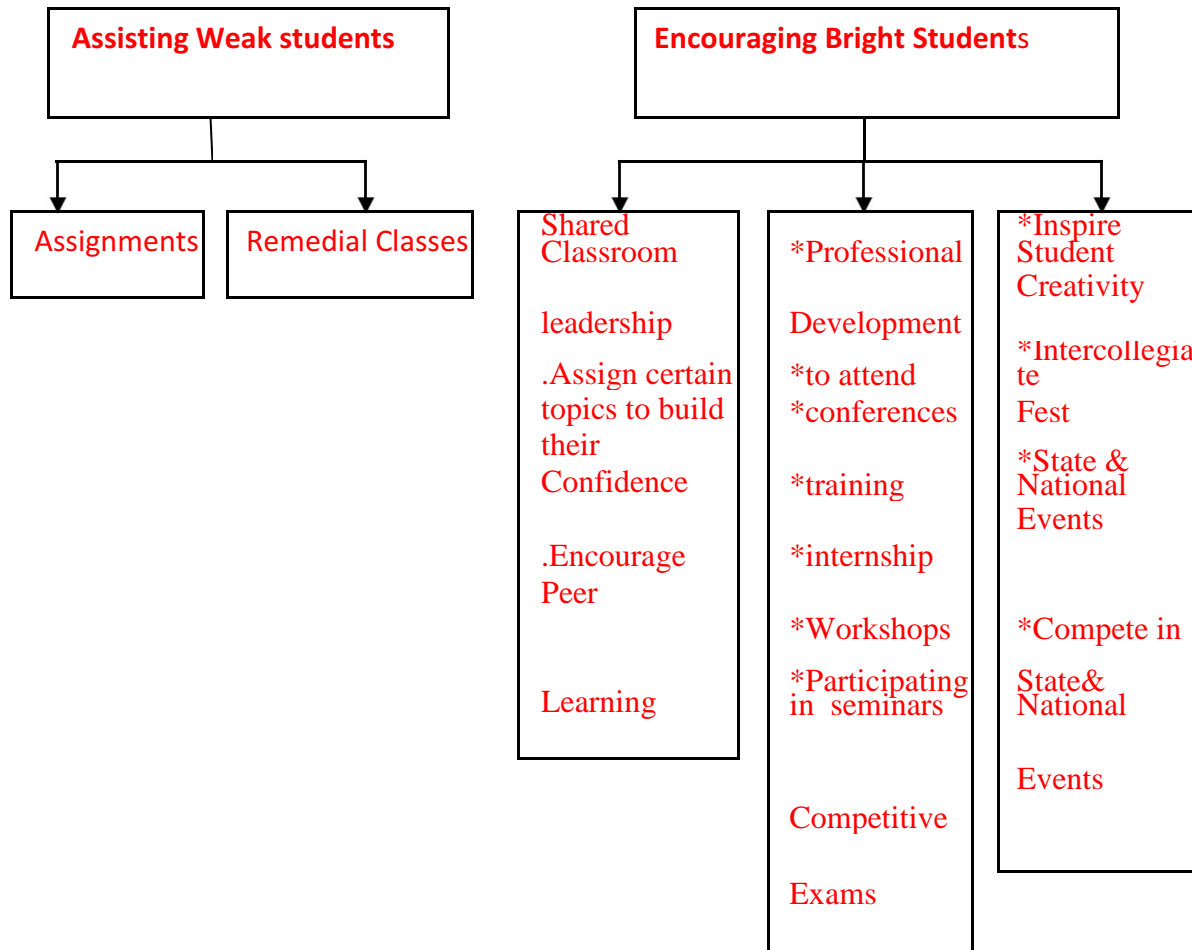 Assisting Weak students
Encouraging Bright Students
Assignments
Remedial Classes
Shared
Classroom
leadership
.Assign certain
topics to build
their
Confidence
.Encourage
Peer
Learning
*Professional
Development
*to attend
*conferences
*training
*internship
*Workshops
*Participating
in seminars
Competitive
Exams
*Inspire
Student
Creativity
*Intercollegia
te
Fest
*State &
National
Events
*Compete in
State&
National
Events